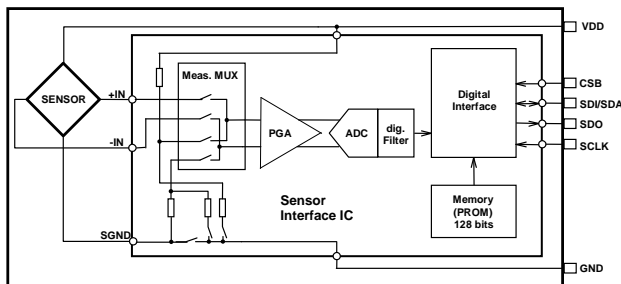 VDD
SENSOR
+IN
-IN
SGND
Meas. MUX
PGA
ADC
dig.
Filter
Digital
Interface
CSB
SDI/SDA
SDO
SCLK
Memory
(PROM)
128 bits
Sensor
Interface IC
GND